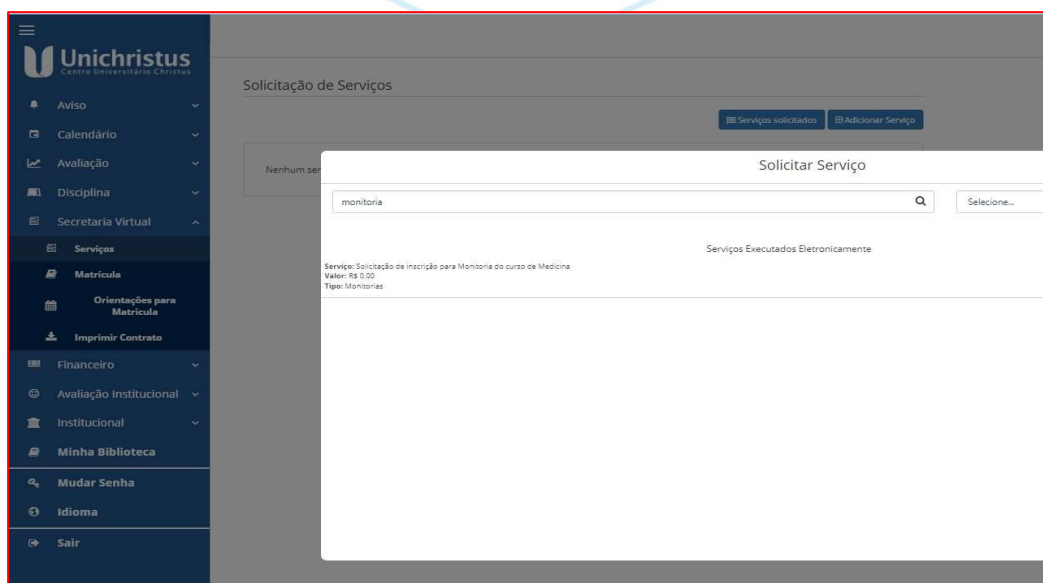 Unichristus
Centro Universitário Christus
Aviso
Calendário
Avaliação
Disciplina
Secretaria Virtual
Serviços
Matrícula
Orientações para
Matrícula
Imprimir Contrato
Financeiro
Avaliação Institucional
Institucional
Minha Biblioteca
Mudar Senha
Idioma
Sair
Solicitação de Serviços
Serviços solicitados
Adicionar Serviço
Nenhum ser
Solicitar Serviço
monitoria
Selecione...
Serviços Executados Eletronicamente
Serviço: Solicitação de inscrição para Monitoria do curso de Medicina
Valor: R$ 0,00
Tipo: Monitorias